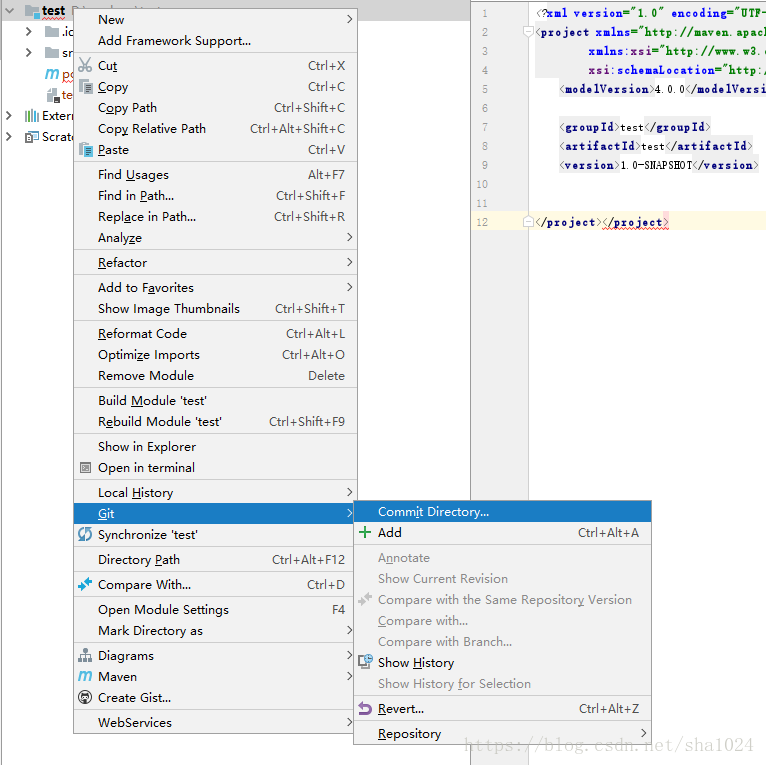 test
.io
sr
po
te
Extern
Scratc
New
Add Framework Support...
Cut Ctrl+X
Copy Ctrl+C
Copy Path Ctrl+Shift+C
Copy Relative Path Ctrl+Alt+Shift+C
Paste Ctrl+V
Find Usages Alt+F7
Find in Path... Ctrl+Shift+F
Replace in Path... Ctrl+Shift+R
Analyze
Refactor
Add to Favorites
Show Image Thumbnails Ctrl+Shift+T
Reformat Code Ctrl+Alt+L
Optimize Imports Ctrl+Alt+O
Remove Module Delete
Build Module 'test'
Rebuild Module 'test' Ctrl+Shift+F9
Show in Explorer
Open in terminal
Local History
Git
Synchronize 'test'
Directory Path Ctrl+Alt+F12
Compare With... Ctrl+D
Open Module Settings F4
Mark Directory as
Diagrams
Maven
Create Gist...
WebServices
Commit Directory...
Add Ctrl+Alt+A
Annotate
Show Current Revision
Compare with the Same Repository Version
Compare with...
Compare with Branch...
Show History
Show History for Selection
Revert... Ctrl+Alt+Z
Repository
1 <?xml version="1.0" encoding="UTF-
2 <project xmlns="http://maven.apac
3 xmlns:xsi="http://www.w3.
4 xsi:schemaLocation="http:/
5 <modelVersion>4.0.0</modelVersi
6
7 <groupId>test</groupId>
8 <artifactId>test</artifactId>
9 <version>1.0-SNAPSHOT</version>
10
11
12 </project></project>
https://blog.csdn.net/sha1024